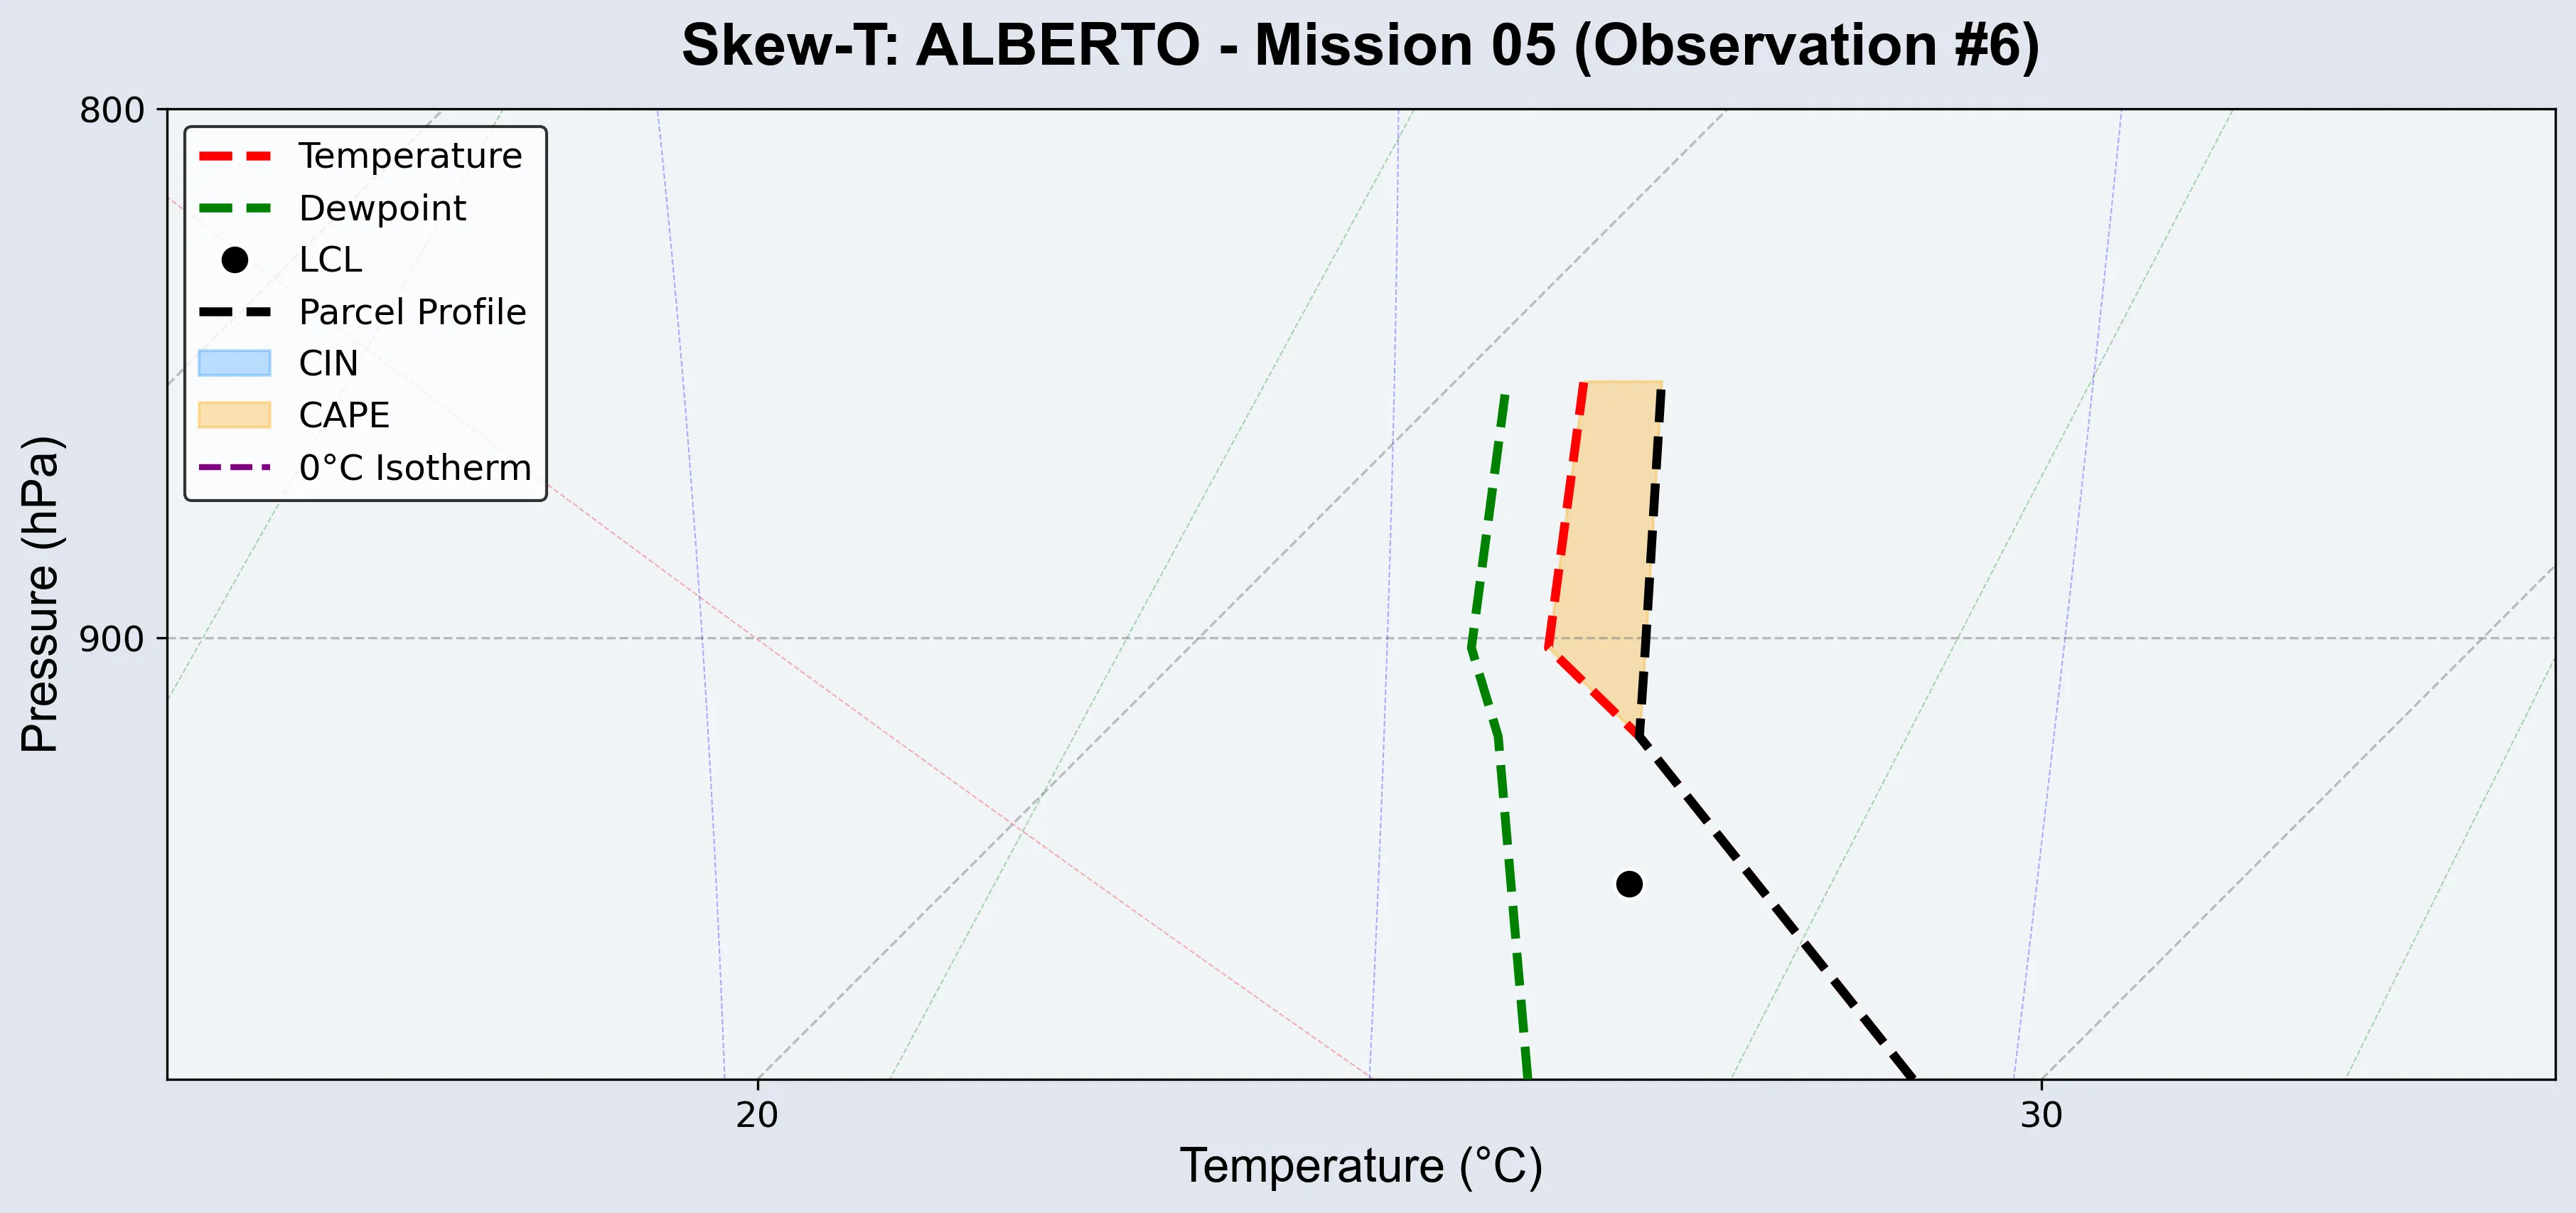 Skew-T: ALBERTO - Mission 05 (Observation #6)
800
900
Pressure (hPa)
Temperature
Dewpoint
LCL
Parcel Profile
CIN
CAPE
0°C Isotherm
20
30
Temperature (°C)